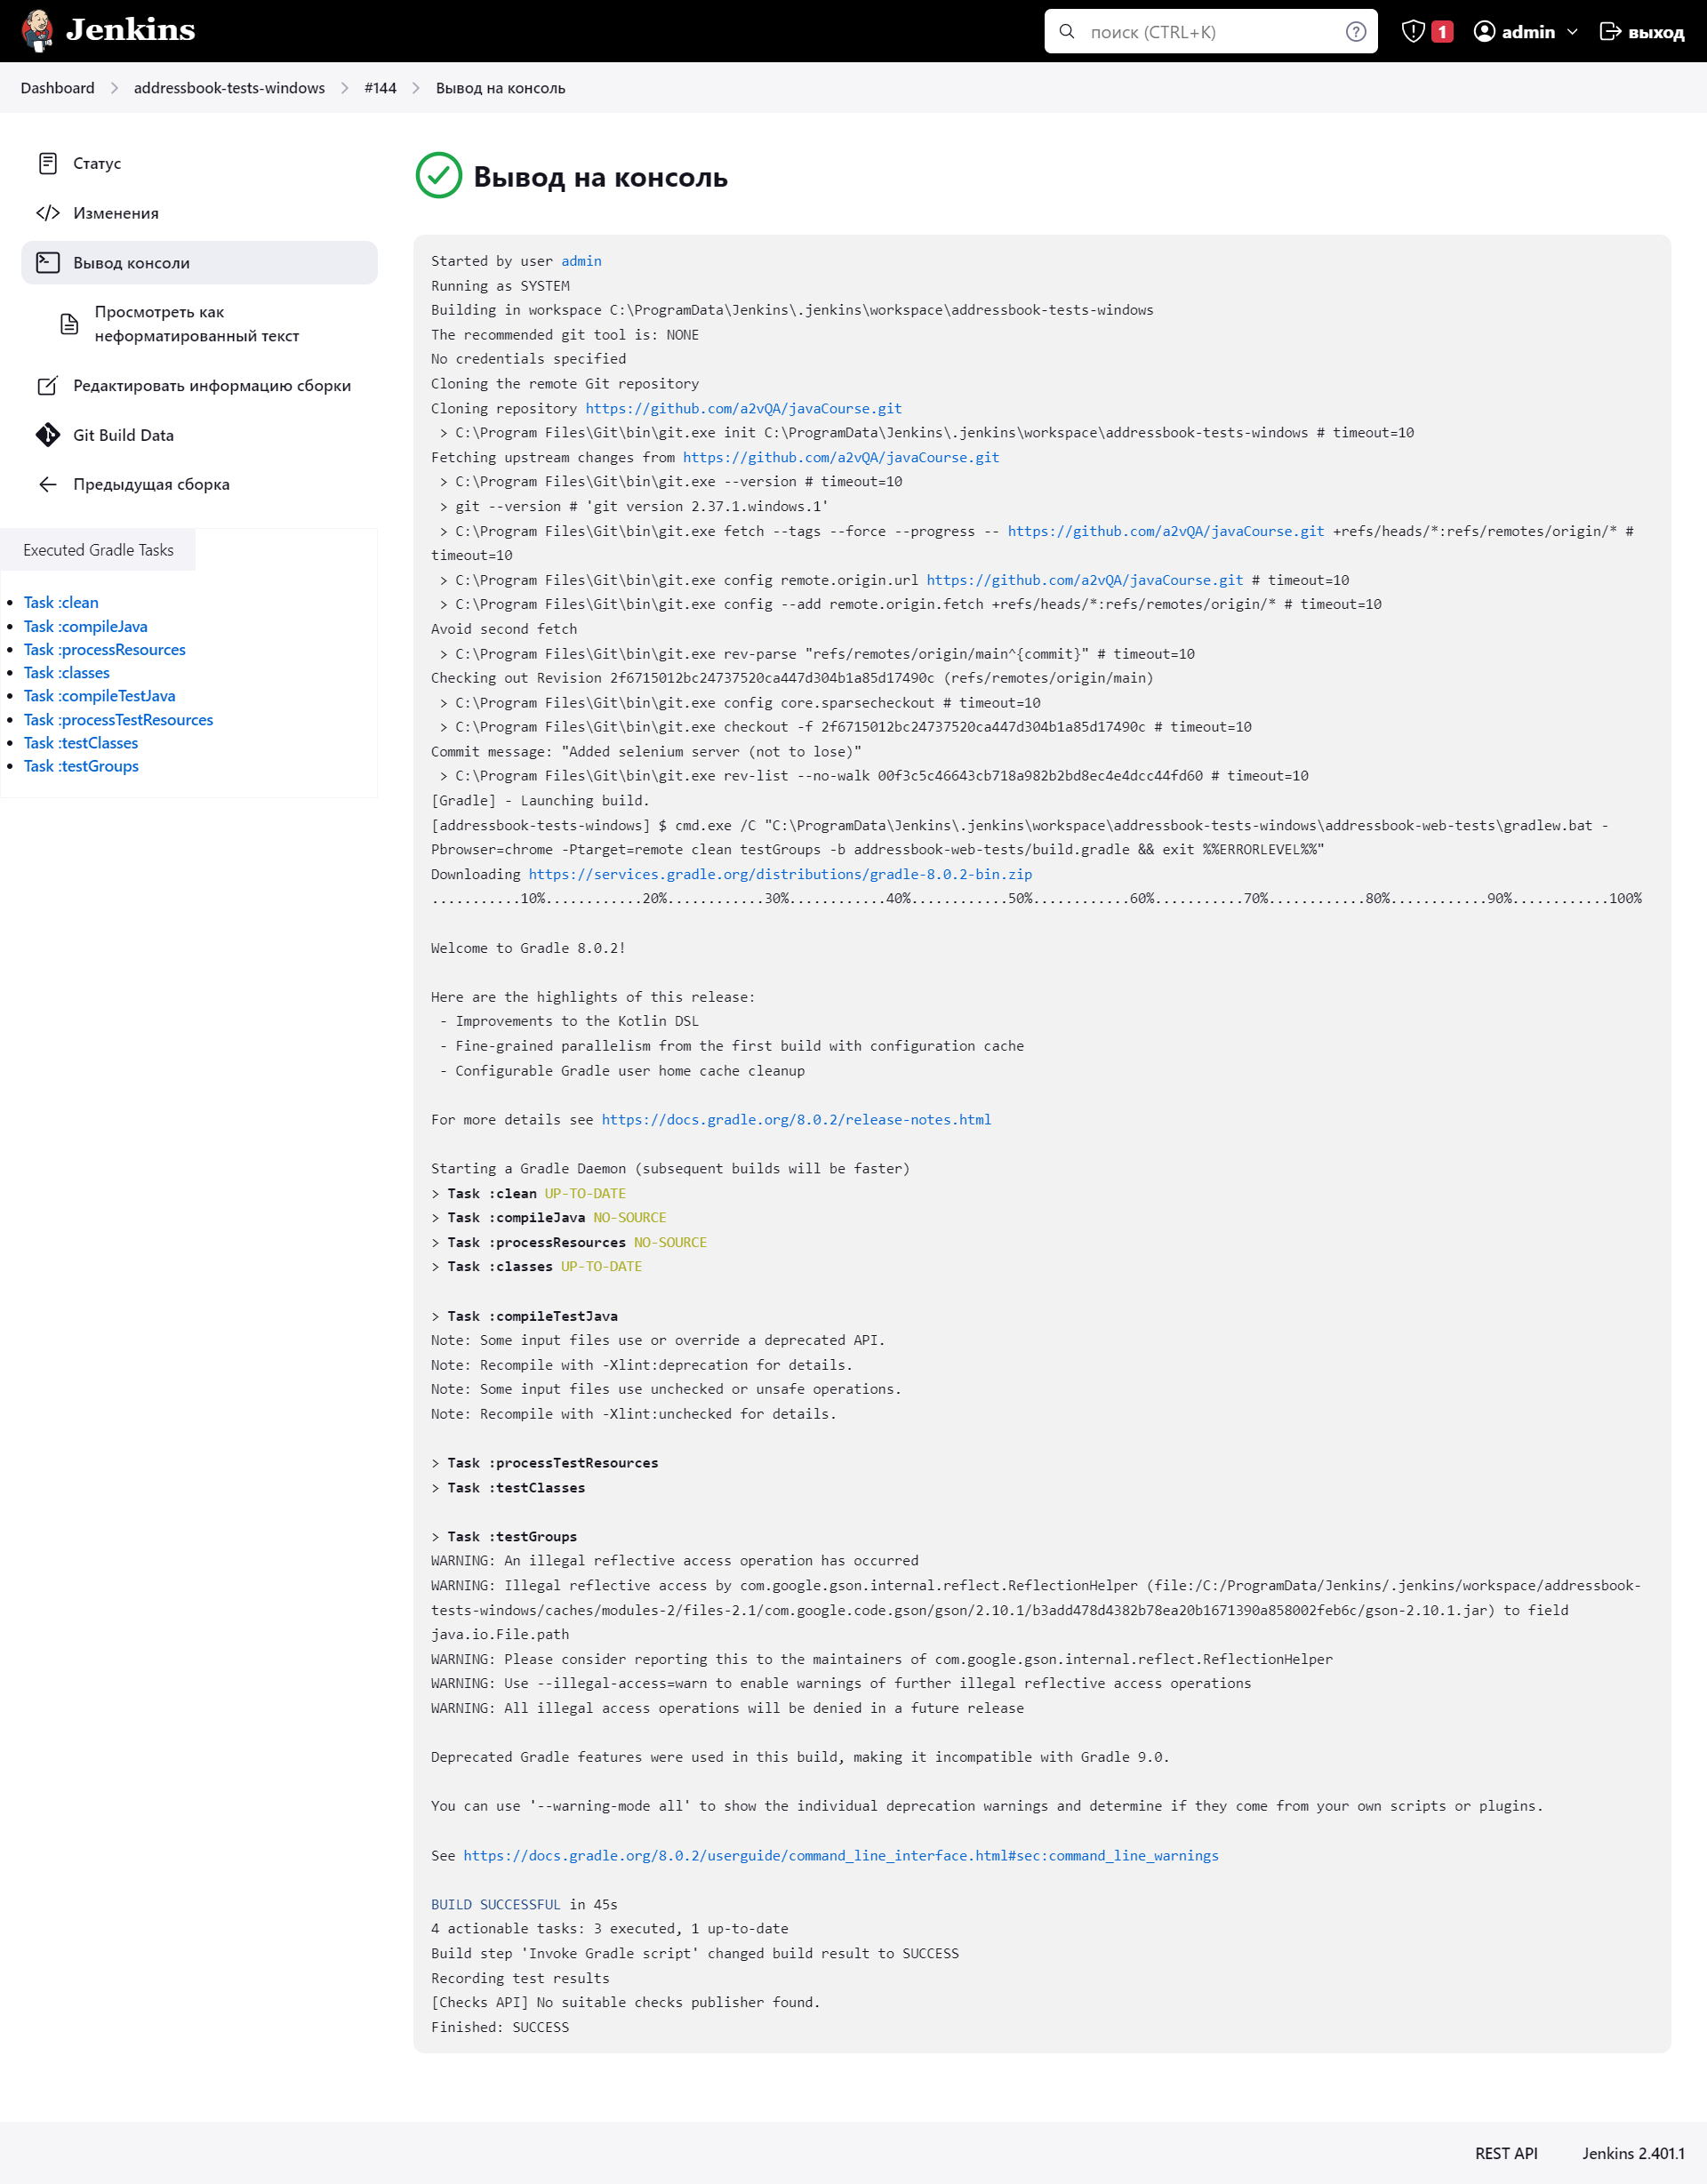 Jenkins
поиск (CTRL+K)
1
admin
выход
Dashboard
addressbook-tests-windows
#144
Вывод на консоль
Статус
Изменения
Вывод консоли
Просмотреть как
неформатированный текст
Редактировать информацию сборки
Git Build Data
Предыдущая сборка
Executed Gradle Tasks
Task :clean
Task :compileJava
Task :processResources
Task :classes
Task :compileTestJava
Task :processTestResources
Task :testClasses
Task :testGroups
Вывод на консоль
Started by user admin
Running as SYSTEM
Building in workspace C:\ProgramData\Jenkins\.jenkins\workspace\addressbook-tests-windows
The recommended git tool is: NONE
No credentials specified
Cloning the remote Git repository
Cloning repository https://github.com/a2vQA/javaCourse.git
> C:\Program Files\Git\bin\git.exe init C:\ProgramData\Jenkins\.jenkins\workspace\addressbook-tests-windows # timeout=10
Fetching upstream changes from https://github.com/a2vQA/javaCourse.git
> C:\Program Files\Git\bin\git.exe --version # timeout=10
> git --version # 'git version 2.37.1.windows.1'
> C:\Program Files\Git\bin\git.exe fetch --tags --force --progress -- https://github.com/a2vQA/javaCourse.git +refs/heads/*:refs/remotes/origin/* #
timeout=10
> C:\Program Files\Git\bin\git.exe config remote.origin.url https://github.com/a2vQA/javaCourse.git # timeout=10
> C:\Program Files\Git\bin\git.exe config --add remote.origin.fetch +refs/heads/*:refs/remotes/origin/* # timeout=10
Avoid second fetch
> C:\Program Files\Git\bin\git.exe rev-parse "refs/remotes/origin/main^{commit}" # timeout=10
Checking out Revision 2f6715012bc24737520ca447d304b1a85d17490c (refs/remotes/origin/main)
> C:\Program Files\Git\bin\git.exe config core.sparsecheckout # timeout=10
> C:\Program Files\Git\bin\git.exe checkout -f 2f6715012bc24737520ca447d304b1a85d17490c # timeout=10
Commit message: "Added selenium server (not to lose)"
> C:\Program Files\Git\bin\git.exe rev-list --no-walk 00f3c5c46643cb718a982b2bd8ec4e4dcc44fd60 # timeout=10
[Gradle] - Launching build.
[addressbook-tests-windows] $ cmd.exe /C "C:\ProgramData\Jenkins\.jenkins\workspace\addressbook-tests-windows\addressbook-web-tests\gradlew.bat -
Pbrowser=chrome -Ptarget=remote clean testGroups -b addressbook-web-tests/build.gradle && exit %%ERRORLEVEL%%"
Downloading https://services.gradle.org/distributions/gradle-8.0.2-bin.zip
...........10%............20%............30%............40%............50%............60%...........70%............80%............90%............100%
Welcome to Gradle 8.0.2!
Here are the highlights of this release:
- Improvements to the Kotlin DSL
- Fine-grained parallelism from the first build with configuration cache
- Configurable Gradle user home cache cleanup
For more details see https://docs.gradle.org/8.0.2/release-notes.html
Starting a Gradle Daemon (subsequent builds will be faster)
> Task :clean UP-TO-DATE
> Task :compileJava NO-SOURCE
> Task :processResources NO-SOURCE
> Task :classes UP-TO-DATE
> Task :compileTestJava
Note: Some input files use or override a deprecated API.
Note: Recompile with -Xlint:deprecation for details.
Note: Some input files use unchecked or unsafe operations.
Note: Recompile with -Xlint:unchecked for details.
> Task :processTestResources
> Task :testClasses
> Task :testGroups
WARNING: An illegal reflective access operation has occurred
WARNING: Illegal reflective access by com.google.gson.internal.reflect.ReflectionHelper (file:/C:/ProgramData/Jenkins/.jenkins/workspace/addressbook-
tests-windows/caches/modules-2/files-2.1/com.google.code.gson/gson/2.10.1/b3add478d4382b78ea20b1671390a858002feb6c/gson-2.10.1.jar) to field
java.io.File.path
WARNING: Please consider reporting this to the maintainers of com.google.gson.internal.reflect.ReflectionHelper
WARNING: Use --illegal-access=warn to enable warnings of further illegal reflective access operations
WARNING: All illegal access operations will be denied in a future release
Deprecated Gradle features were used in this build, making it incompatible with Gradle 9.0.
You can use '--warning-mode all' to show the individual deprecation warnings and determine if they come from your own scripts or plugins.
See https://docs.gradle.org/8.0.2/userguide/command_line_interface.html#sec:command_line_warnings
BUILD SUCCESSFUL in 45s
4 actionable tasks: 3 executed, 1 up-to-date
Build step 'Invoke Gradle script' changed build result to SUCCESS
Recording test results
[Checks API] No suitable checks publisher found.
Finished: SUCCESS
REST API
Jenkins 2.401.1